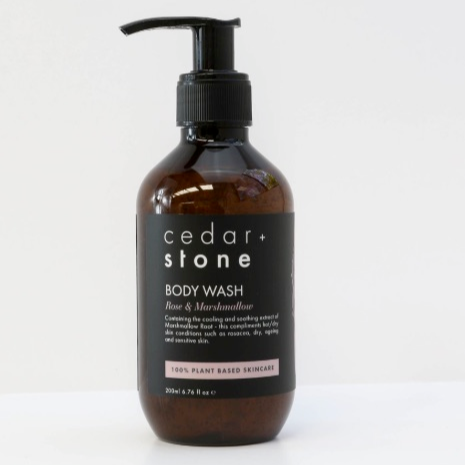 cedar +
stone
BODY WASH
Rose & Marshmallow
Containing the cooling and soothing extract of
Marshmallow Root - this compliments hot/dry
skin conditions such as rosacea, dry, ageing
and sensitive skin.
100% PLANT BASED SKINCARE
200ml 6.76 fl oz ℮